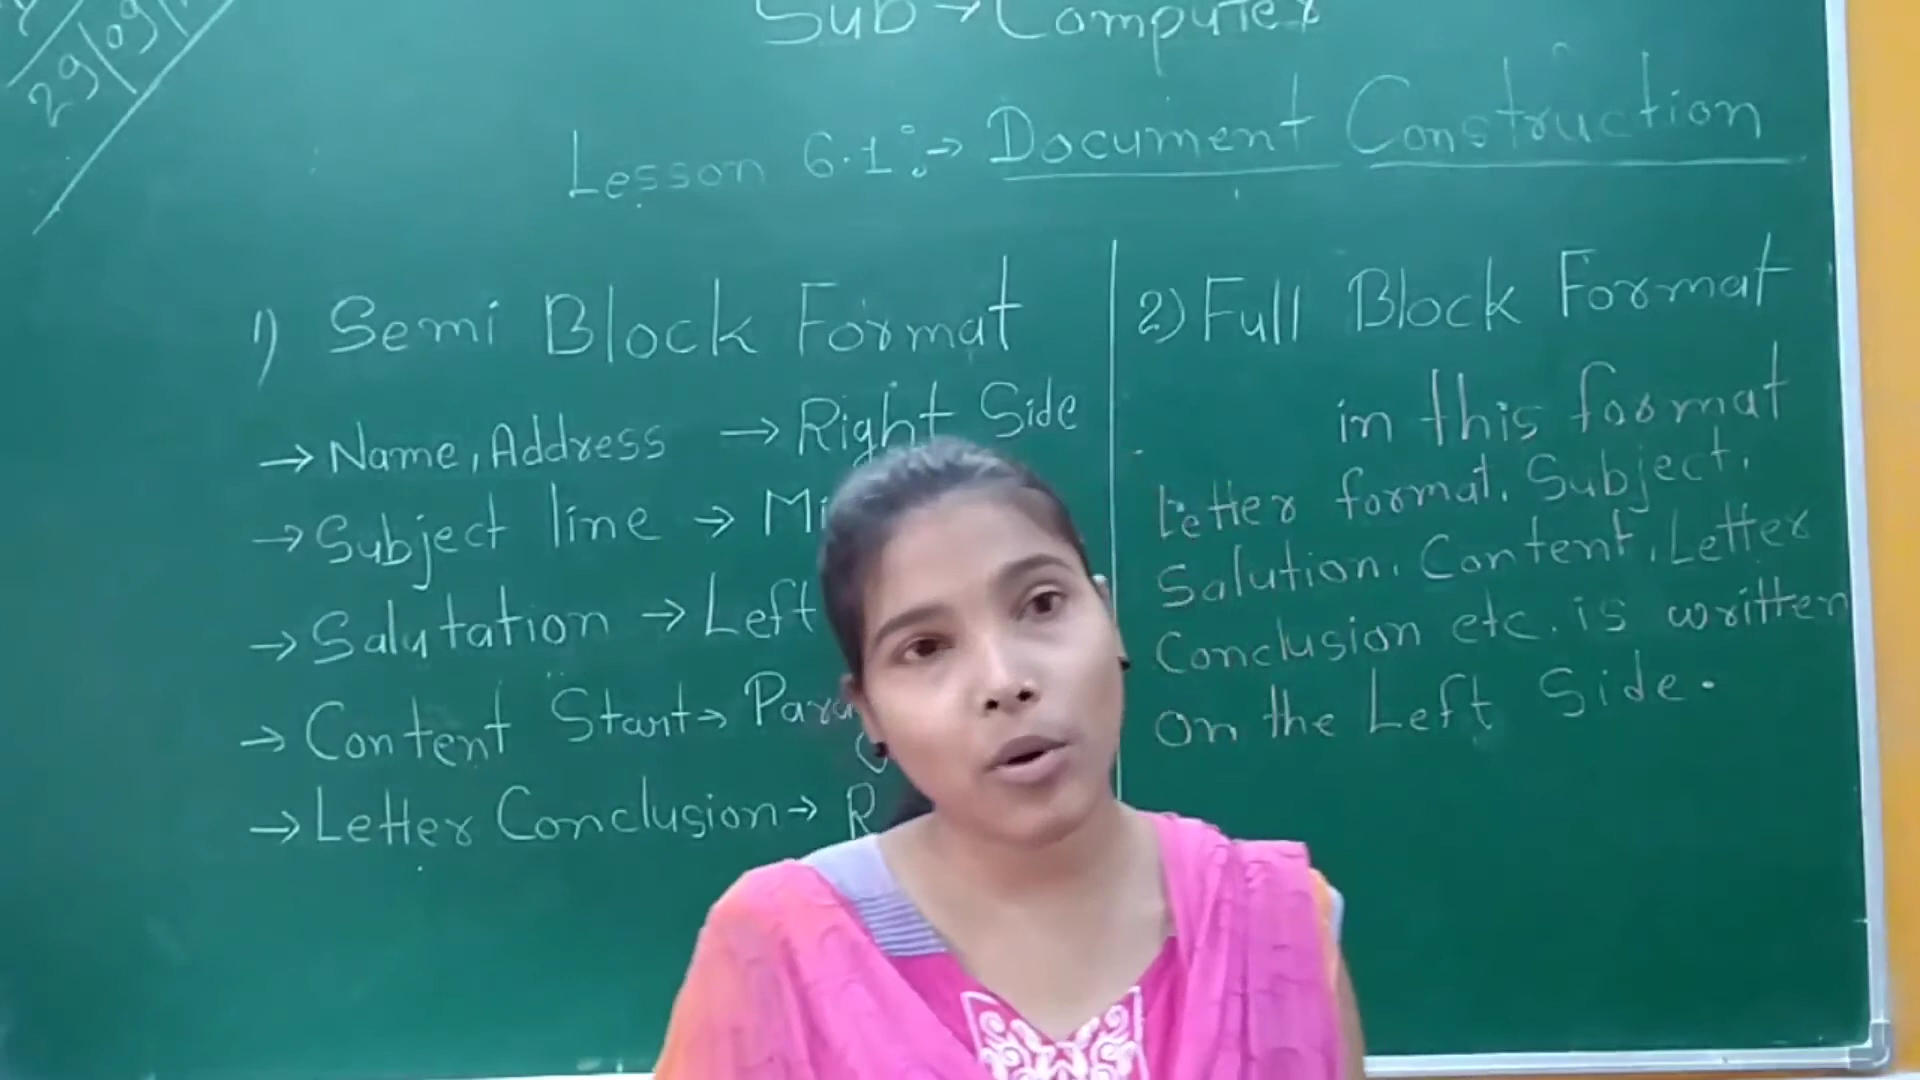 29/09/
Sub → Computer
Lesson 6.1 :→ Document Construction
1) Semi Block Format
→ Name, Address → Right Side
→ Subject line →
→ Salutation → Left
→ Content Start →
→ Letter Conclusion →
2) Full Block Format
in this format
Letter format, Subject,
Salution, Content, Letter
Conclusion etc. is written
on the Left Side.